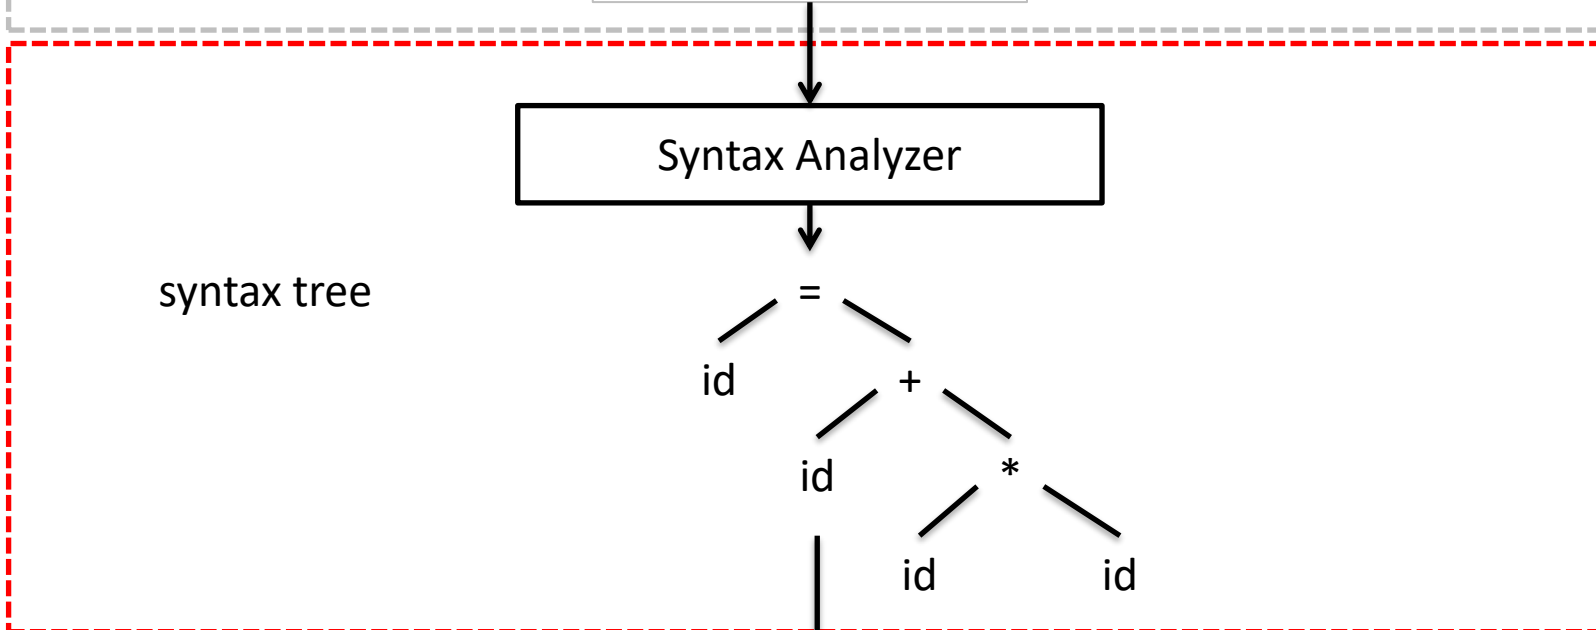 Syntax Analyzer
syntax tree
=
id
+
id
*
id
id